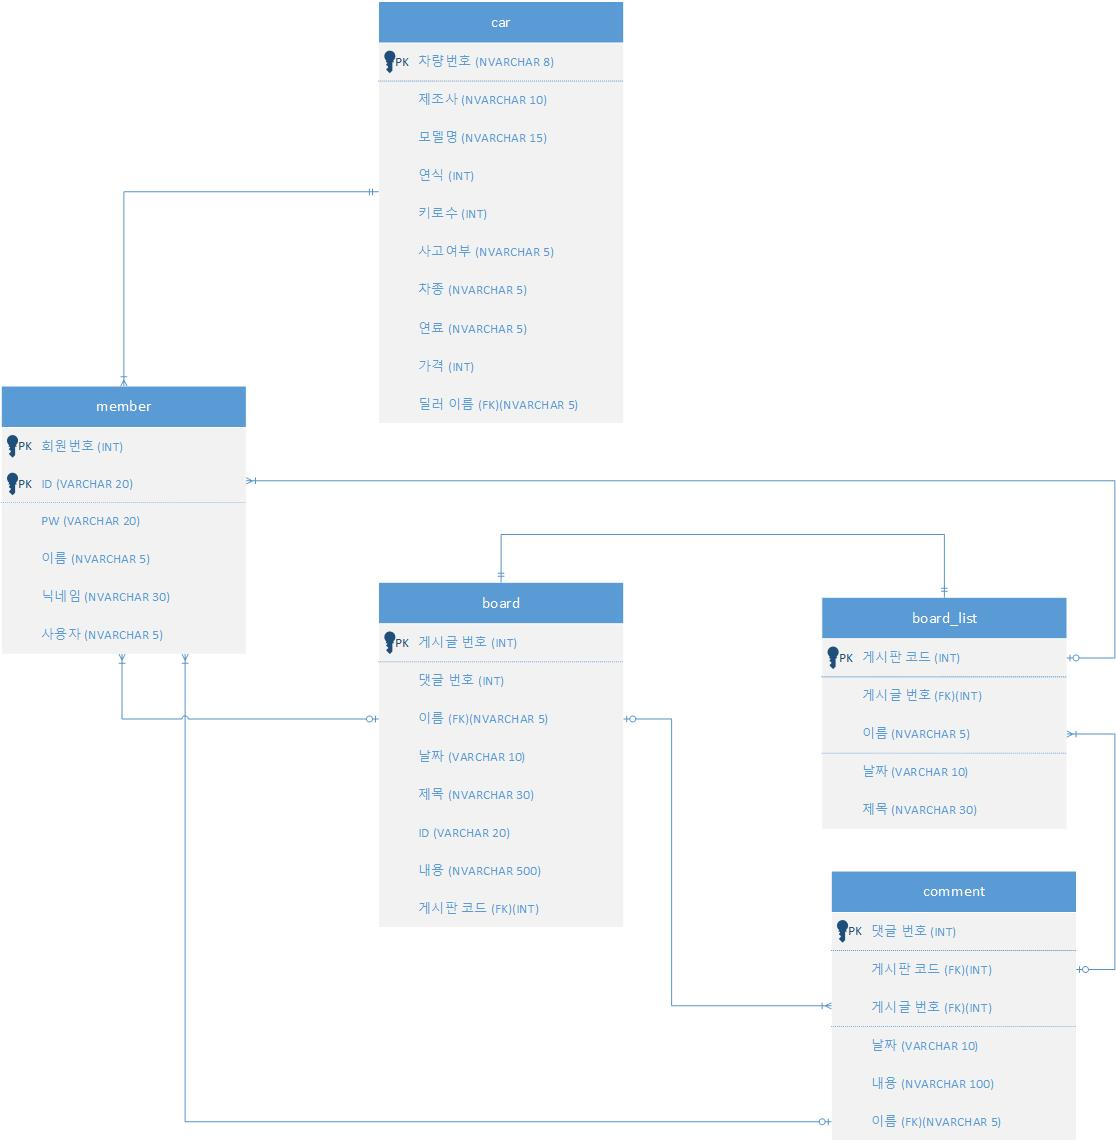 car
PK 차량번호 (NVARCHAR 8)
제조사 (NVARCHAR 10)
모델명 (NVARCHAR 15)
연식 (INT)
키로수 (INT)
사고여부 (NVARCHAR 5)
차종 (NVARCHAR 5)
연료 (NVARCHAR 5)
가격 (INT)
딜러 이름 (FK)(NVARCHAR 5)
member
PK 회원번호 (INT)
PK ID (VARCHAR 20)
PW (VARCHAR 20)
이름 (NVARCHAR 5)
닉네임 (NVARCHAR 30)
사용자 (NVARCHAR 5)
board
PK 게시글 번호 (INT)
댓글 번호 (INT)
이름 (FK)(NVARCHAR 5)
날짜 (VARCHAR 10)
제목 (NVARCHAR 30)
ID (VARCHAR 20)
내용 (NVARCHAR 500)
게시판 코드 (FK)(INT)
board_list
PK 게시판 코드 (INT)
게시글 번호 (FK)(INT)
이름 (NVARCHAR 5)
날짜 (VARCHAR 10)
제목 (NVARCHAR 30)
comment
PK 댓글 번호 (INT)
게시판 코드 (FK)(INT)
게시글 번호 (FK)(INT)
날짜 (VARCHAR 10)
내용 (NVARCHAR 100)
이름 (FK)(NVARCHAR 5)